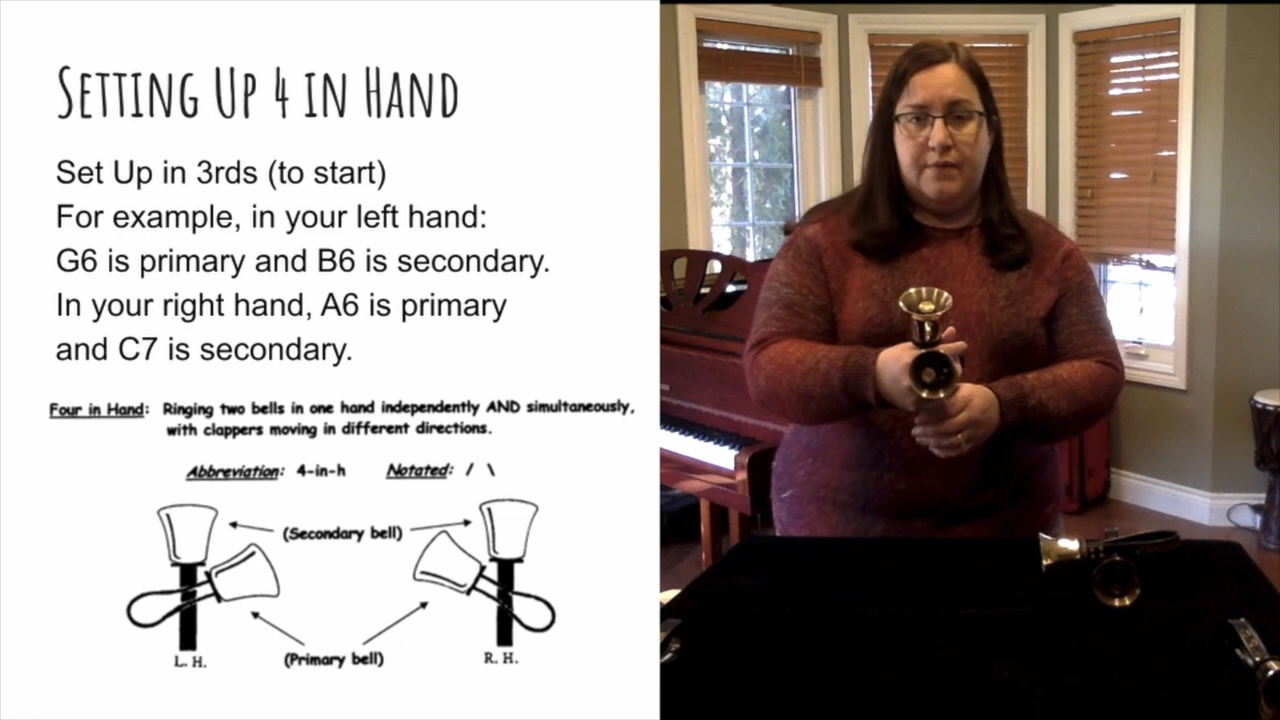 SETTING UP 4 IN HAND
Set Up in 3rds (to start)
For example, in your left hand:
G6 is primary and B6 is secondary.
In your right hand, A6 is primary
and C7 is secondary.
Four in Hand: Ringing two bells in one hand independently AND simultaneously,
with clappers moving in different directions.
Abbreviation: 4-in-h Notated: / \
(Secondary bell)
(Primary bell)
L. H.
R. H.